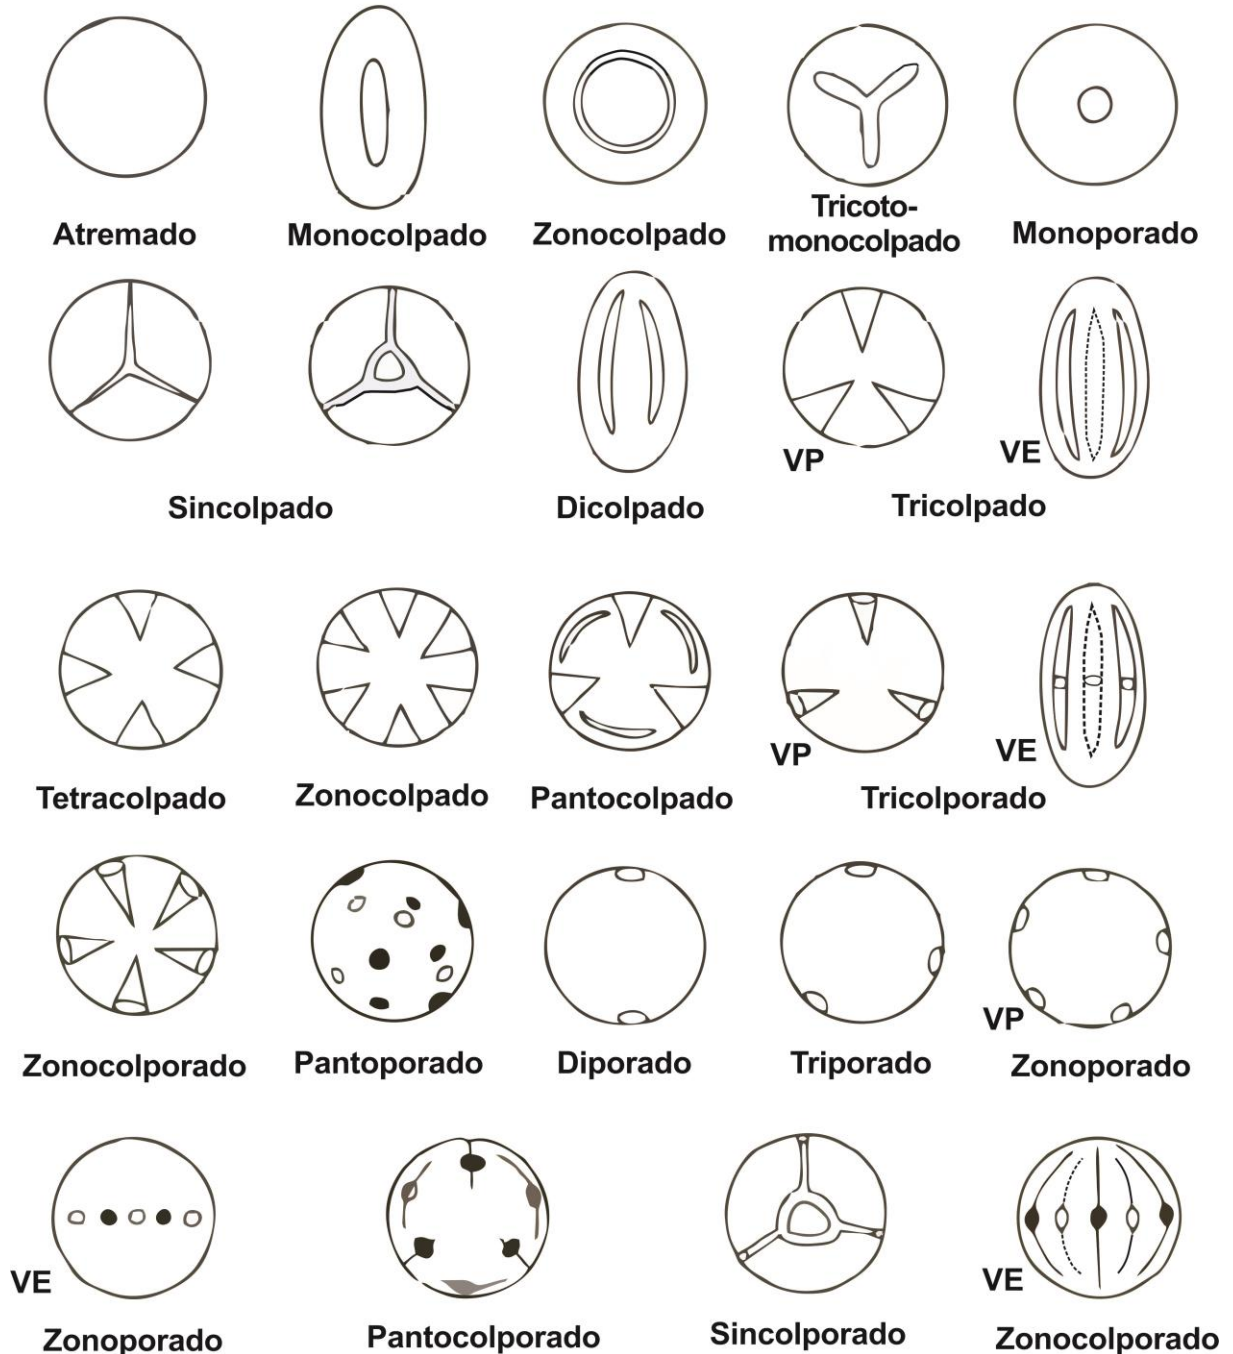 Atremado
Monocolpado
Zonocolpado
Tricoto-
monocolpado
Monoporado
VP
VE
Sincolpado
Dicolpado
Tricolpado
VP
VE
Tetracolpado
Zonocolpado
Pantocolpado
Tricolporado
VP
Zonocolporado
Pantoporado
Diporado
Triporado
Zonoporado
VE
VE
Zonoporado
Pantocolporado
Sincolporado
Zonocolporado